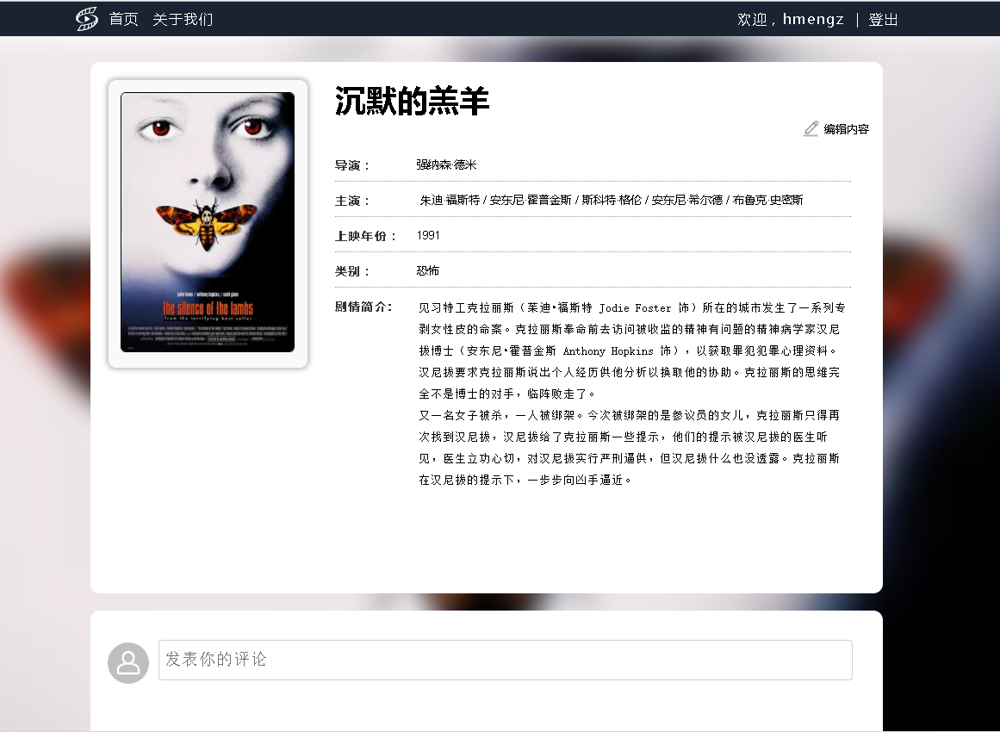 首页 关于我们 欢迎，hmengz | 登出
沉默的羔羊
编辑内容
导演： 强纳森·德米
主演： 朱迪·福斯特 / 安东尼·霍普金斯 / 斯科特·格伦 / 安东尼·希尔德 / 布鲁克·史密斯
上映年份： 1991
类别： 恐怖
剧情简介： 见习特工克拉丽斯（茱迪•福斯特 Jodie Foster 饰）所在的城市发生了一系列专
剥女性皮的命案。克拉丽斯奉命前去访问被收监的精神有问题的精神病学家汉尼
拔博士（安东尼•霍普金斯 Anthony Hopkins 饰），以获取罪犯犯罪心理资料。
汉尼拔要求克拉丽斯说出个人经历供他分析以换取他的协助。克拉丽斯的思维完
全不是博士的对手，临阵败走了。
又一名女子被杀，一人被绑架。今次被绑架的是参议员的女儿，克拉丽斯只得再
次找到汉尼拔，汉尼拔给了克拉丽斯一些提示，他们的提示被汉尼拔的医生听
见，医生立功心切，对汉尼拔实行严刑逼供，但汉尼拔什么也没透露。克拉丽斯
在汉尼拔的提示下，一步步向凶手逼近。
jodie foster / anthony hopkins / scott glenn
the silence of the lambs
from the terrifying best seller
发表你的评论